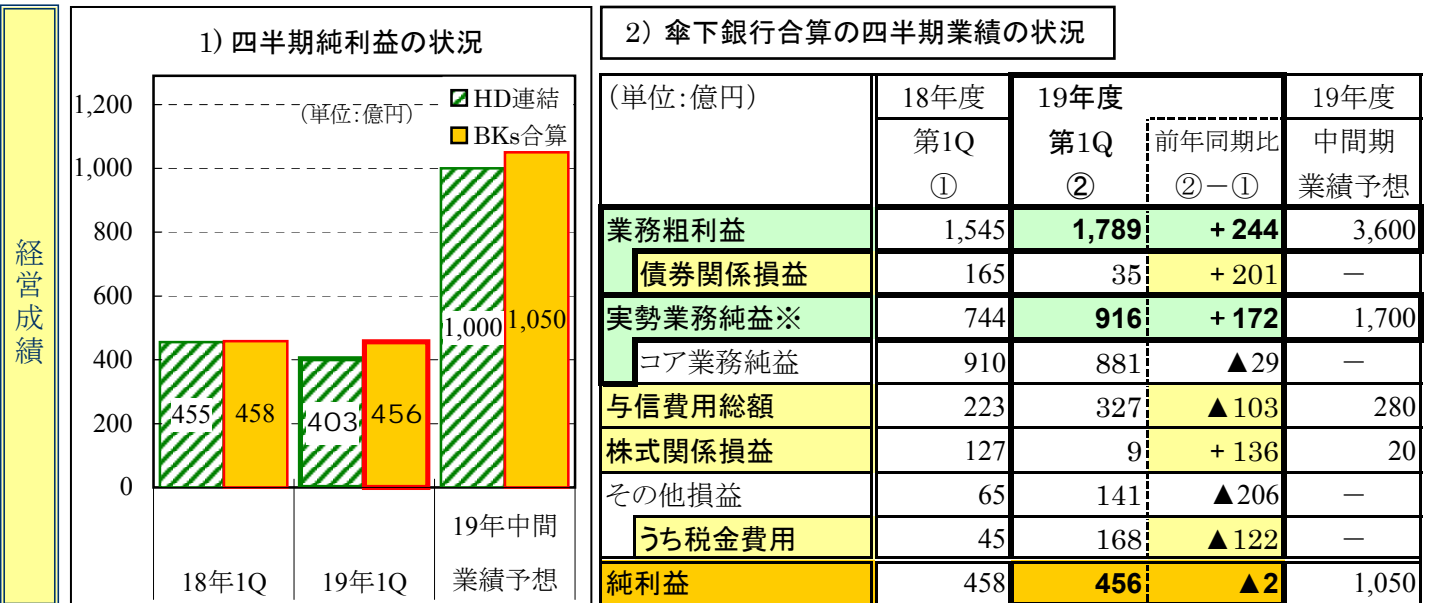 経営成績
1) 四半期純利益の状況
(単位:億円)
HD連結
BKs合算
1,200
1,000
800
600
400
200
0
455 458 403 456 1,000 1,050
18年1Q 19年1Q 19年中間
業績予想
2) 傘下銀行合算の四半期業績の状況
(単位:億円) 18年度 19年度 19年度
第1Q 第1Q 前年同期比 中間期
① ② ②－① 業績予想
業務粗利益 1,545 1,789 + 244 3,600
債券関係損益 165 35 + 201 －
実勢業務純益※ 744 916 + 172 1,700
コア業務純益 910 881 ▲29 －
与信費用総額 223 327 ▲103 280
株式関係損益 127 9 + 136 20
その他損益 65 141 ▲206 －
うち税金費用 45 168 ▲122 －
純利益 458 456 ▲2 1,050